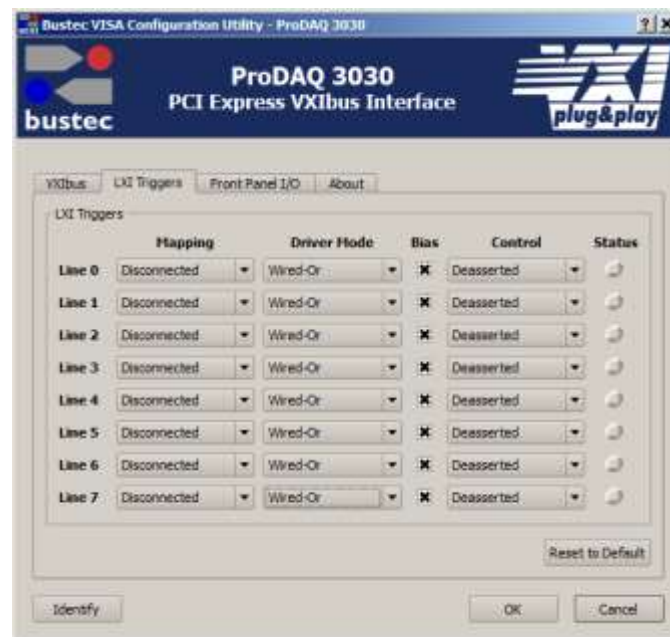 Bustec VISA Configuration Utility - ProDAQ 3030
bustec
ProDAQ 3030
PCI Express VXIbus Interface
VXI
plug&play
VXIbus LXI Triggers Front Panel I/O About
LXI Triggers
Mapping Driver Mode Bias Control Status
Line 0 Disconnected Wired-Or Deasserted
Line 1 Disconnected Wired-Or Deasserted
Line 2 Disconnected Wired-Or Deasserted
Line 3 Disconnected Wired-Or Deasserted
Line 4 Disconnected Wired-Or Deasserted
Line 5 Disconnected Wired-Or Deasserted
Line 6 Disconnected Wired-Or Deasserted
Line 7 Disconnected Wired-Or Deasserted
Reset to Default
Identify OK Cancel